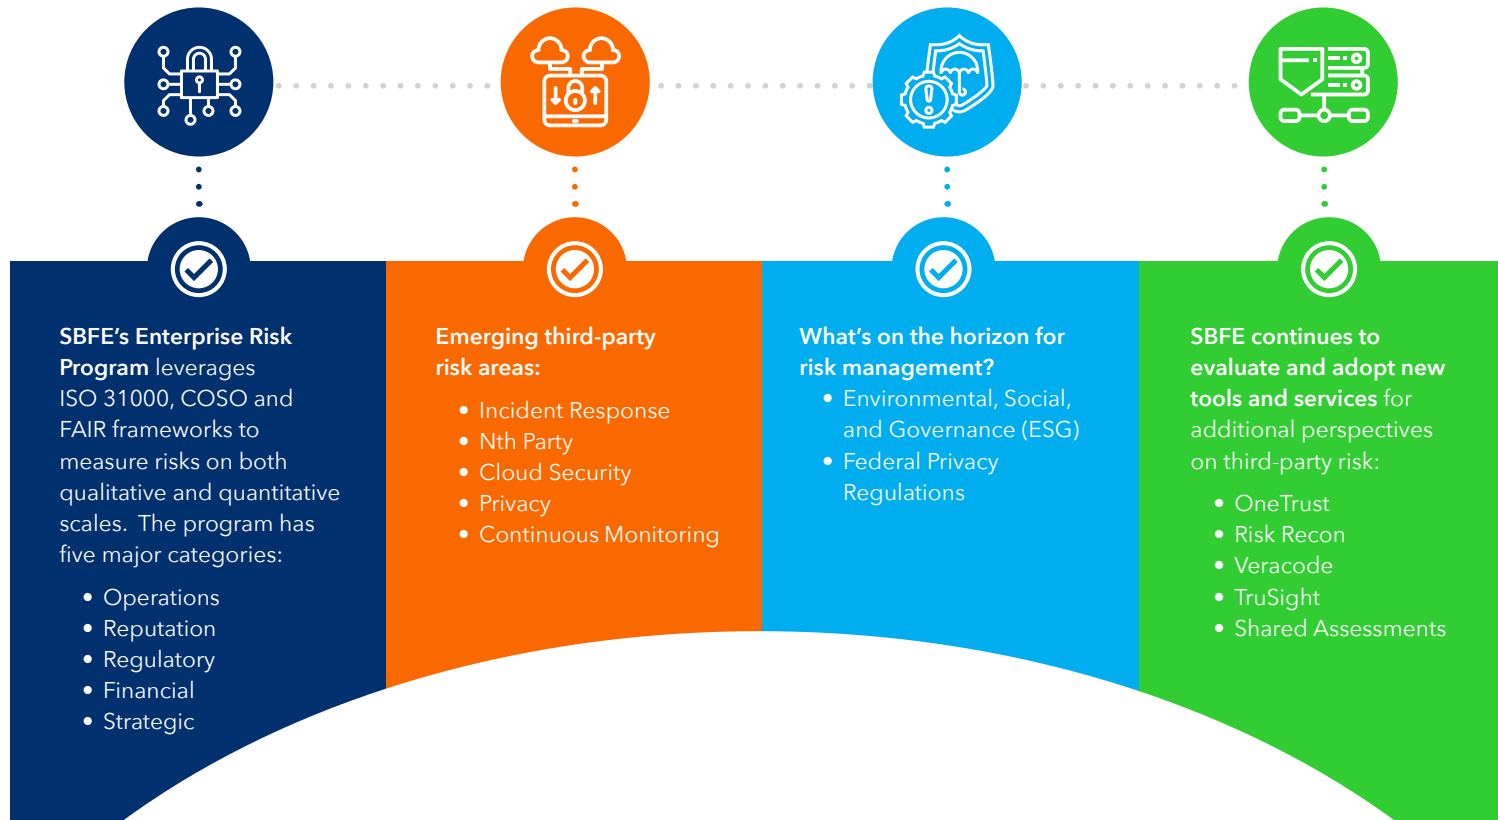 SBFE’s Enterprise Risk
Program leverages
ISO 31000, COSO and
FAIR frameworks to
measure risks on both
qualitative and quantitative
scales.  The program has
five major categories:
• Operations
• Reputation
• Regulatory
• Financial
• Strategic
Emerging third-party
risk areas:
• Incident Response
• Nth Party
• Cloud Security
• Privacy
• Continuous Monitoring
What’s on the horizon for
risk management?
• Environmental, Social,
and Governance (ESG)
• Federal Privacy
Regulations
SBFE continues to
evaluate and adopt new
tools and services for
additional perspectives
on third-party risk:
• OneTrust
• Risk Recon
• Veracode
• TruSight
• Shared Assessments